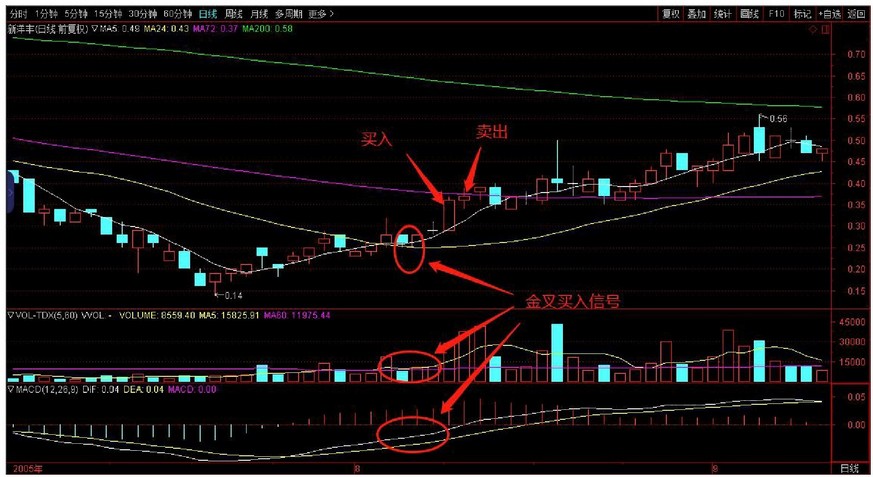 分时 1分钟 5分钟 15分钟 30分钟 60分钟 日线 周线 月线 多周期 更多> 复权 叠加 统计 画线 F10 标记 +自选 返回
新洋丰(日线 前复权) ▽MA5: 0.49 MA24: 0.43 MA72: 0.37 MA200: 0.58
0.70
0.65
0.60
0.56
0.55
0.50
买入
卖出
0.45
0.40
0.35
0.30
0.25
0.20
0.15
0.14
金叉买入信号
▽VOL-TDX(5,60) VVOL: - VOLUME: 8559.40 MA5: 15825.91 MA60: 11975.44
45000
30000
15000
▽MACD(12,26,9) DIF: 0.04 DEA: 0.04 MACD: 0.00
0.05
0.00
2005年 8 9 日线